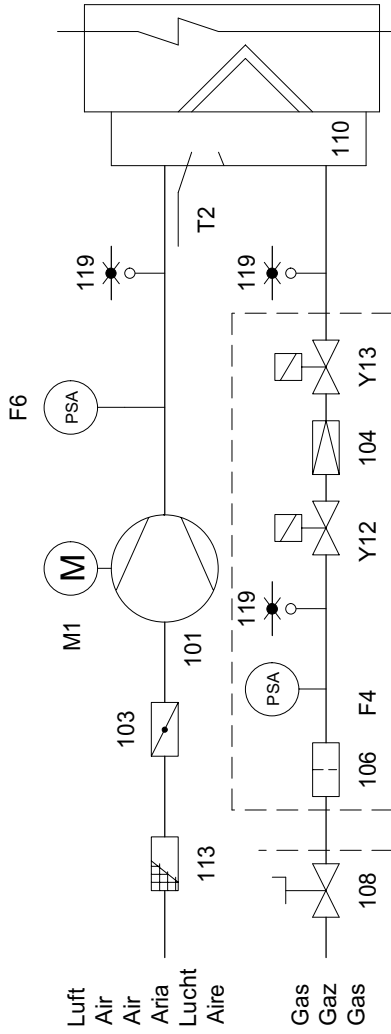 F6
M1
M
PSA
119
Luft
Air
Air
Aria
Lucht
Aire
113
103
101
T2
119
PSA
119
110
Gas
Gaz
Gas
108
106
F4
Y12
104
Y13